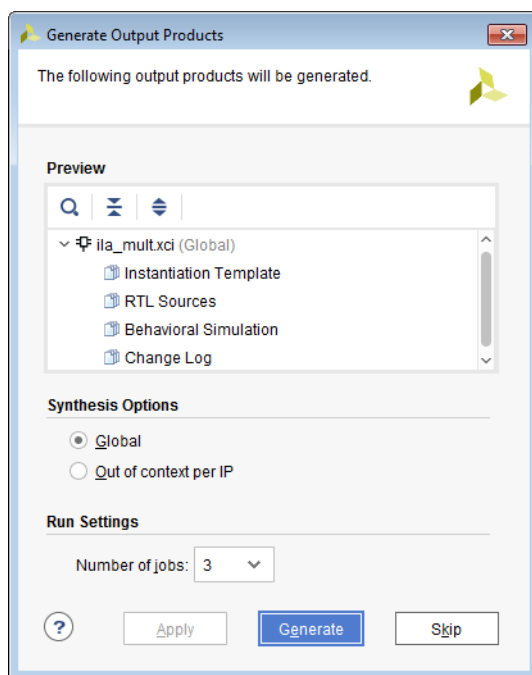 Generate Output Products
The following output products will be generated.
Preview
ila_mult.xci (Global)
Instantiation Template
RTL Sources
Behavioral Simulation
Change Log
Synthesis Options
Global
Out of context per IP
Run Settings
Number of jobs: 3
? Apply Generate Skip